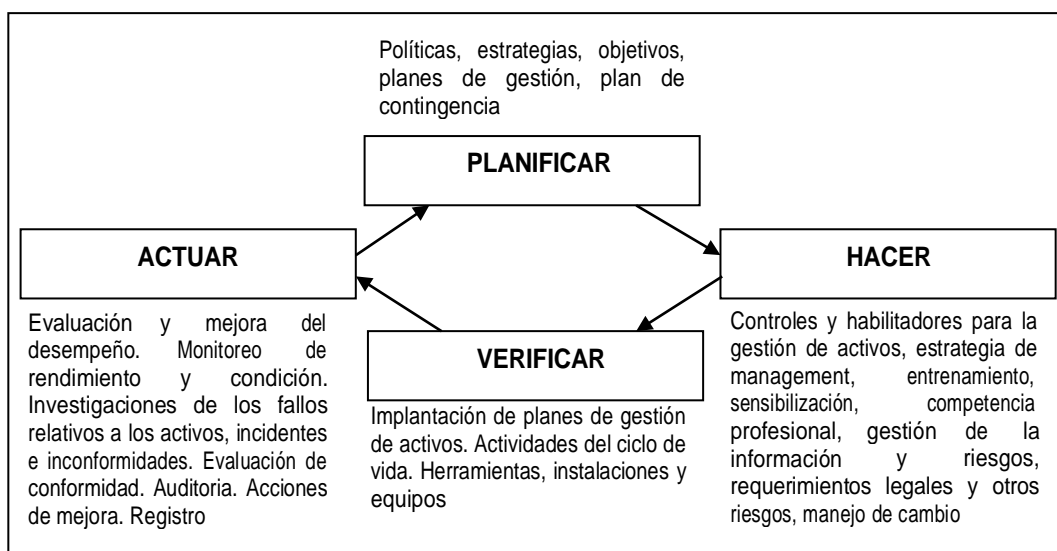 Políticas, estrategias, objetivos,
planes de gestión, plan de
contingencia
PLANIFICAR
ACTUAR
HACER
Evaluación y mejora del
desempeño. Monitoreo de
rendimiento y condición.
Investigaciones de los fallos
relativos a los activos, incidentes
e inconformidades. Evaluación de
conformidad. Auditoria. Acciones
de mejora. Registro
VERIFICAR
Implantación de planes de gestión
de activos. Actividades del ciclo de
vida. Herramientas, instalaciones y
equipos
Controles y habilitadores para la
gestión de activos, estrategia de
management, entrenamiento,
sensibilización, competencia
profesional, gestión de la
información y riesgos,
requerimientos legales y otros
riesgos, manejo de cambio